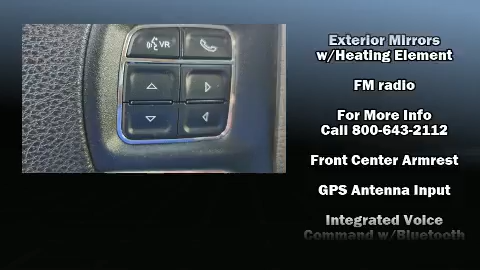 VR
Exterior Mirrors
w/Heating Element
FM radio
For More Info
Call 800-643-2112
Front Center Armrest
GPS Antenna Input
Integrated Voice
Command w/Bluetooth